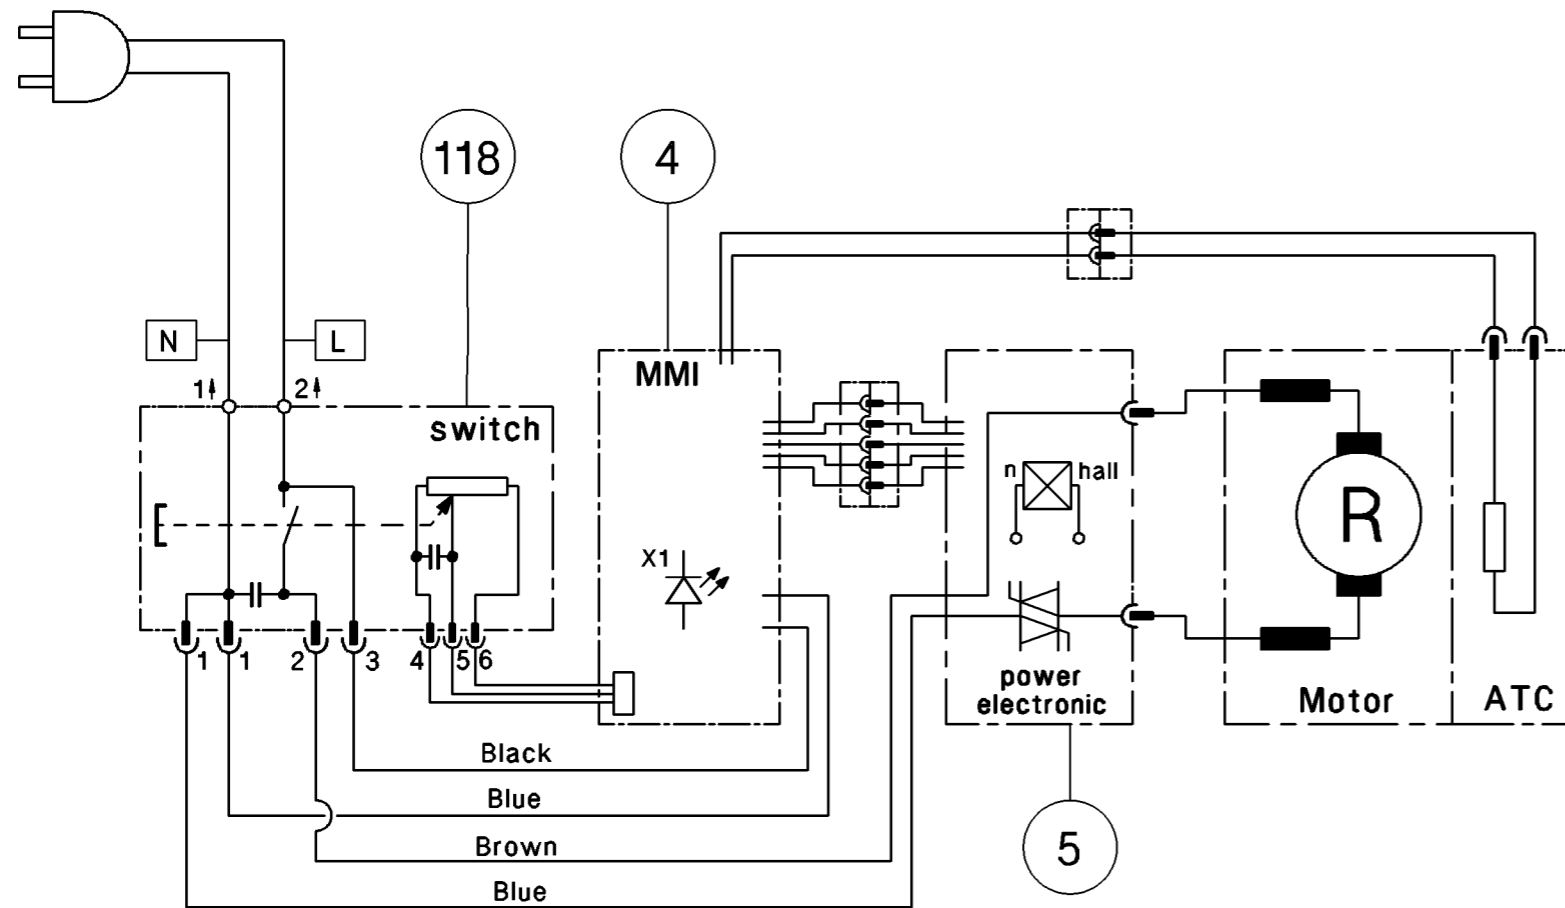 118
4
N
L
1
2
MMI
switch
n
hall
R
X1
1
1
2
3
4
5
6
power
electronic
Motor
ATC
Black
Blue
Brown
5
Blue